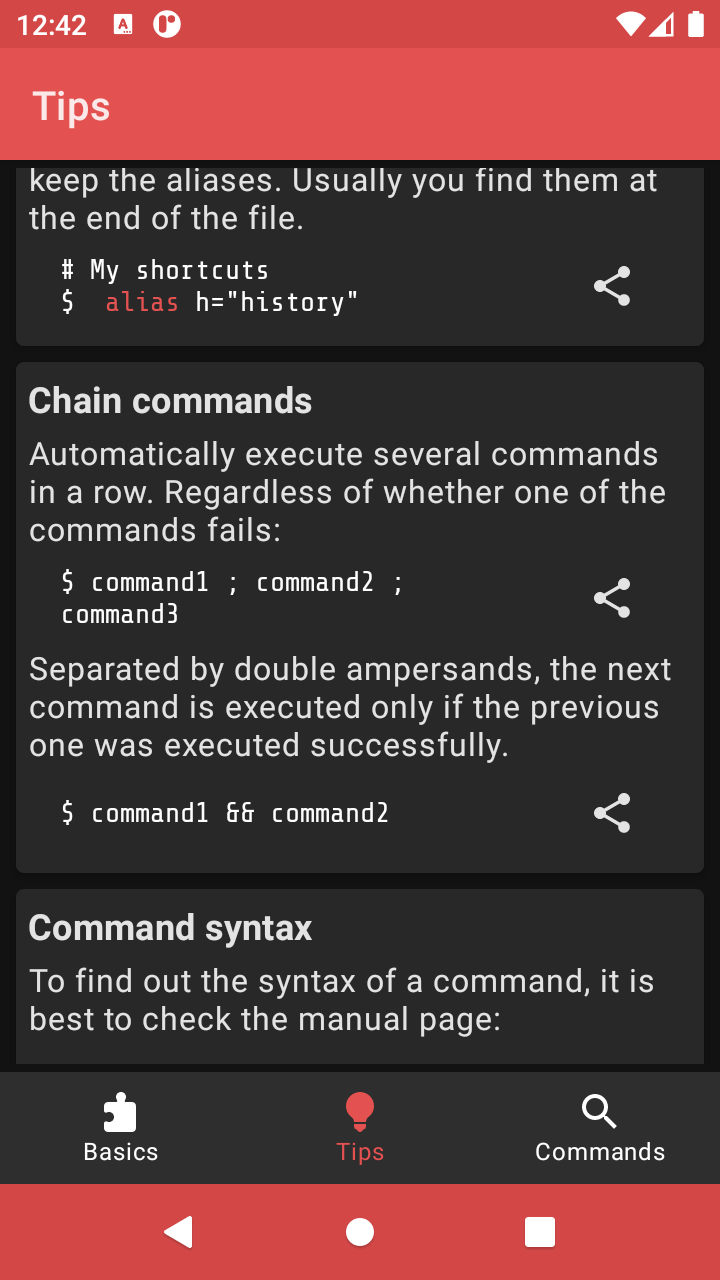 12:42
Tips
keep the aliases. Usually you find them at
the end of the file.
# My shortcuts
$  alias h="history"
Chain commands
Automatically execute several commands
in a row. Regardless of whether one of the
commands fails:
$ command1 ; command2 ;
command3
Separated by double ampersands, the next
command is executed only if the previous
one was executed successfully.
$ command1 && command2
Command syntax
To find out the syntax of a command, it is
best to check the manual page:
Basics
Tips
Commands